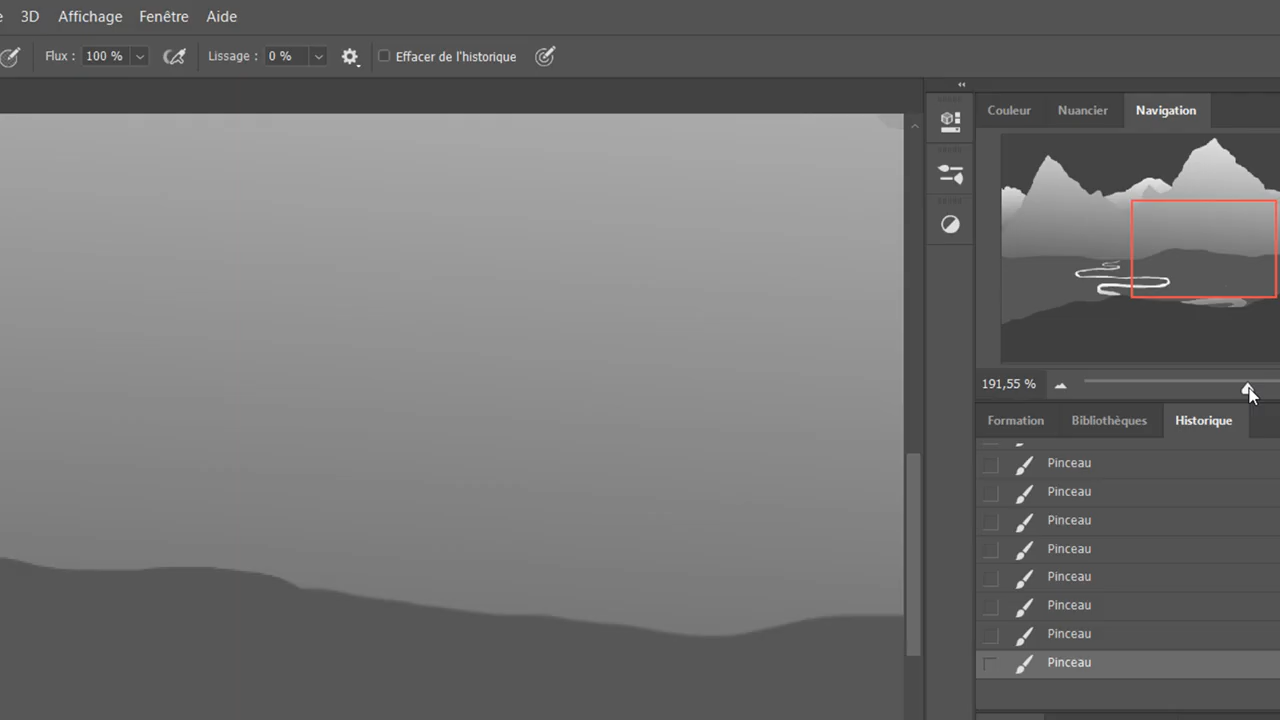 3D Affichage Fenêtre Aide
Flux : 100 % Lissage : 0 % Effacer de l'historique
Couleur Nuancier Navigation
191,55 %
Formation Bibliothèques Historique
Pinceau
Pinceau
Pinceau
Pinceau
Pinceau
Pinceau
Pinceau
Pinceau